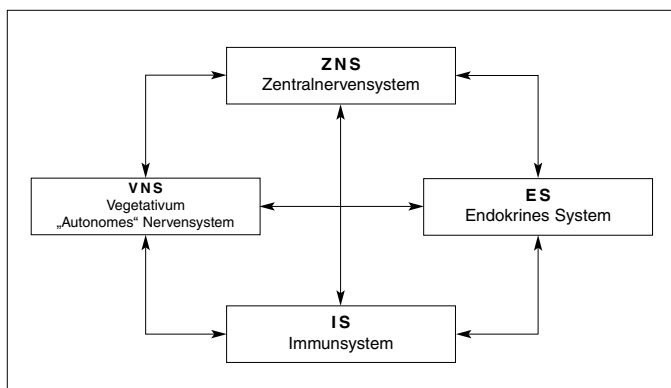 ZNS
Zentralnervensystem
VNS
Vegetativum
„Autonomes“ Nervensystem
ES
Endokrines System
IS
Immunsystem